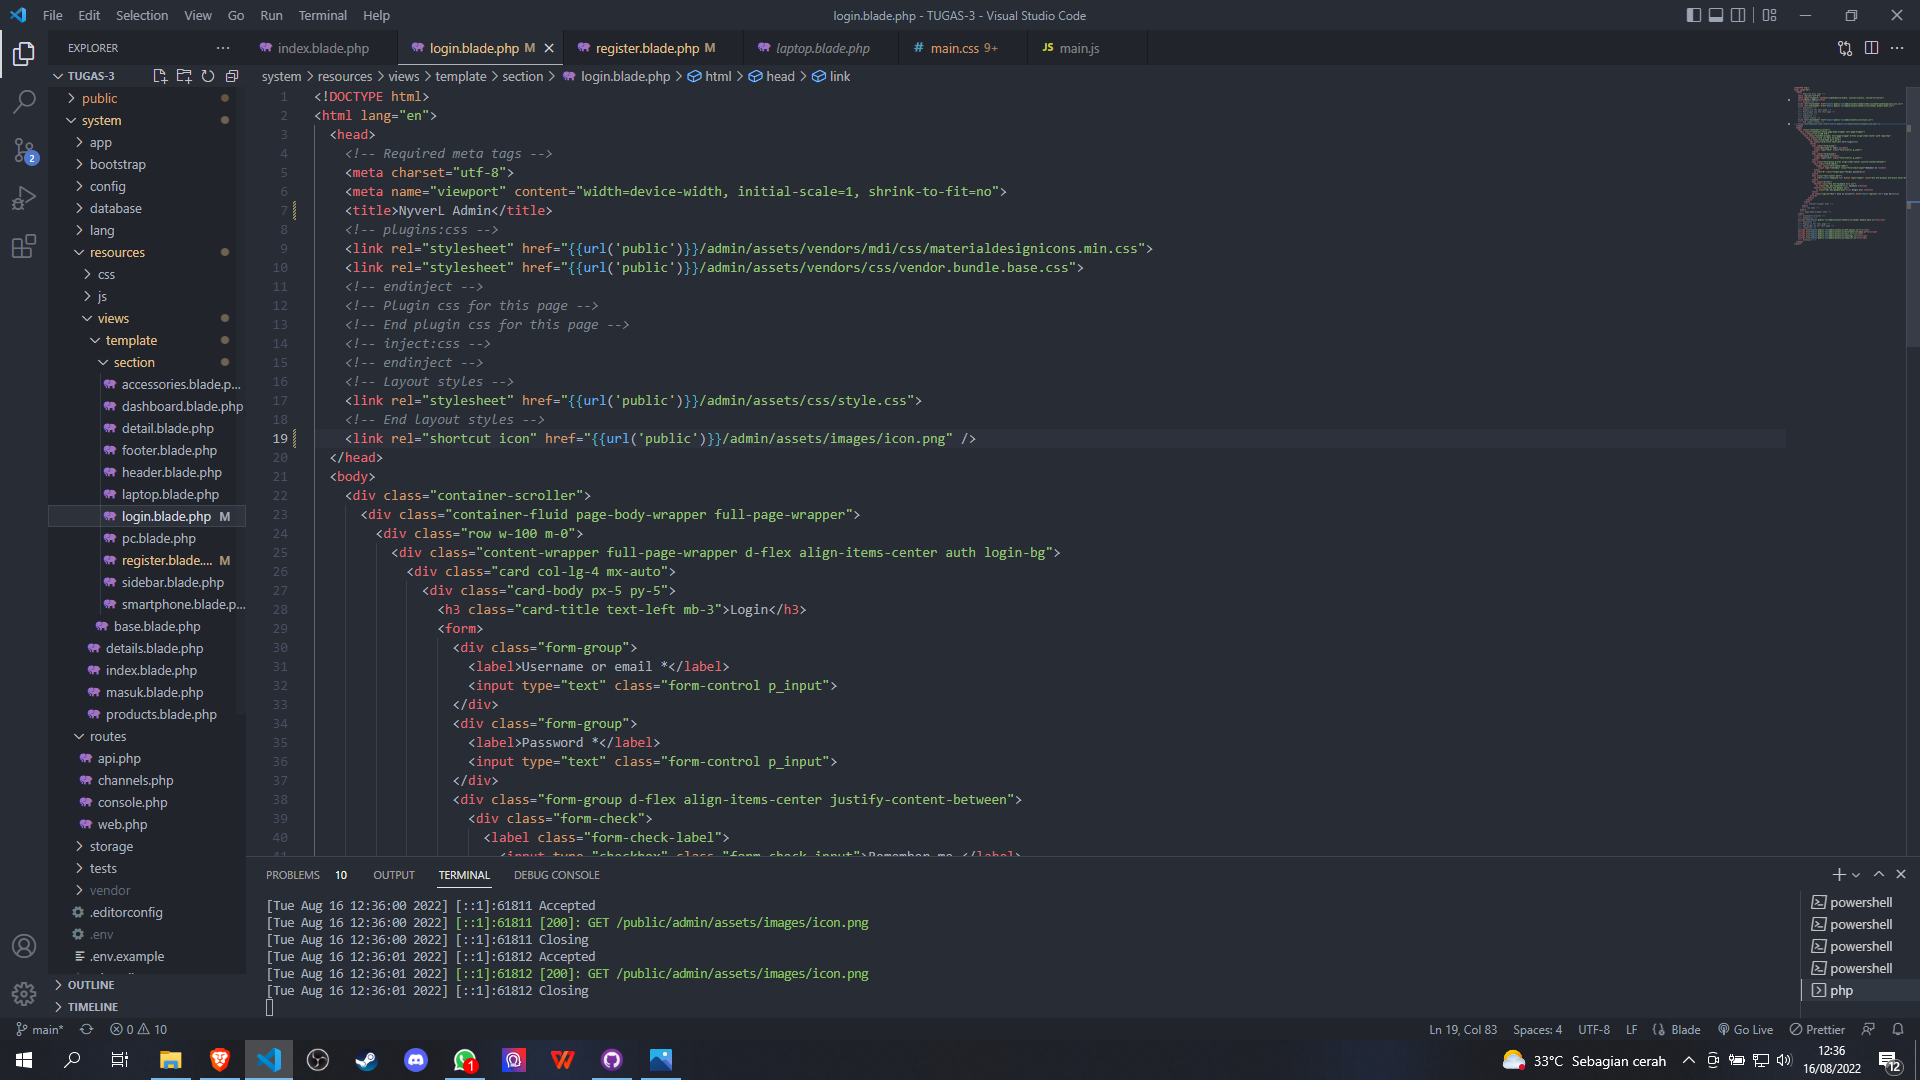 File Edit Selection View Go Run Terminal Help
login.blade.php - TUGAS-3 - Visual Studio Code
EXPLORER
index.blade.php
login.blade.php M
register.blade.php M
laptop.blade.php
# main.css 9+
JS main.js
TUGAS-3
system > resources > views > template > section > login.blade.php > html > head > link
public
system
app
bootstrap
config
database
lang
resources
css
js
views
template
section
accessories.blade.p...
dashboard.blade.php
detail.blade.php
footer.blade.php
header.blade.php
laptop.blade.php
login.blade.php M
pc.blade.php
register.blade.... M
sidebar.blade.php
smartphone.blade.p...
base.blade.php
details.blade.php
index.blade.php
masuk.blade.php
products.blade.php
routes
api.php
channels.php
console.php
web.php
storage
tests
vendor
.editorconfig
.env
.env.example
OUTLINE
TIMELINE
2
1 <!DOCTYPE html>
2 <html lang="en">
3 <head>
4 <!-- Required meta tags -->
5 <meta charset="utf-8">
6 <meta name="viewport" content="width=device-width, initial-scale=1, shrink-to-fit=no">
7 <title>NyverL Admin</title>
8 <!-- plugins:css -->
9 <link rel="stylesheet" href="{{url('public')}}/admin/assets/vendors/mdi/css/materialdesignicons.min.css">
10 <link rel="stylesheet" href="{{url('public')}}/admin/assets/vendors/css/vendor.bundle.base.css">
11 <!-- endinject -->
12 <!-- Plugin css for this page -->
13 <!-- End plugin css for this page -->
14 <!-- inject:css -->
15 <!-- endinject -->
16 <!-- Layout styles -->
17 <link rel="stylesheet" href="{{url('public')}}/admin/assets/css/style.css">
18 <!-- End layout styles -->
19 <link rel="shortcut icon" href="{{url('public')}}/admin/assets/images/icon.png" />
20 </head>
21 <body>
22 <div class="container-scroller">
23 <div class="container-fluid page-body-wrapper full-page-wrapper">
24 <div class="row w-100 m-0">
25 <div class="content-wrapper full-page-wrapper d-flex align-items-center auth login-bg">
26 <div class="card col-lg-4 mx-auto">
27 <div class="card-body px-5 py-5">
28 <h3 class="card-title text-left mb-3">Login</h3>
29 <form>
30 <div class="form-group">
31 <label>Username or email *</label>
32 <input type="text" class="form-control p_input">
33 </div>
34 <div class="form-group">
35 <label>Password *</label>
36 <input type="text" class="form-control p_input">
37 </div>
38 <div class="form-group d-flex align-items-center justify-content-between">
39 <div class="form-check">
40 <label class="form-check-label">
41 <input type="checkbox" class="form-check-input">Remember me </label>
PROBLEMS 10 OUTPUT TERMINAL DEBUG CONSOLE
[Tue Aug 16 12:36:00 2022] [::1]:61811 Accepted
[Tue Aug 16 12:36:00 2022] [::1]:61811 [200]: GET /public/admin/assets/images/icon.png
[Tue Aug 16 12:36:00 2022] [::1]:61811 Closing
[Tue Aug 16 12:36:01 2022] [::1]:61812 Accepted
[Tue Aug 16 12:36:01 2022] [::1]:61812 [200]: GET /public/admin/assets/images/icon.png
[Tue Aug 16 12:36:01 2022] [::1]:61812 Closing
powershell
powershell
powershell
powershell
php
main* 0 10
Ln 19, Col 83 Spaces: 4 UTF-8 LF Blade Go Live Prettier
1
33°C Sebagian cerah
12:36
16/08/2022
12